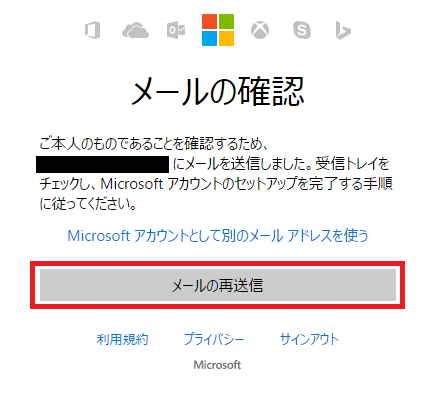 メールの確認
ご本人のものであることを確認するため、
にメールを送信しました。受信トレイを
チェックし、Microsoft アカウントのセットアップを完了する手順
に従ってください。
Microsoft アカウントとして別のメール アドレスを使う
メールの再送信
利用規約 プライバシー サインアウト
Microsoft